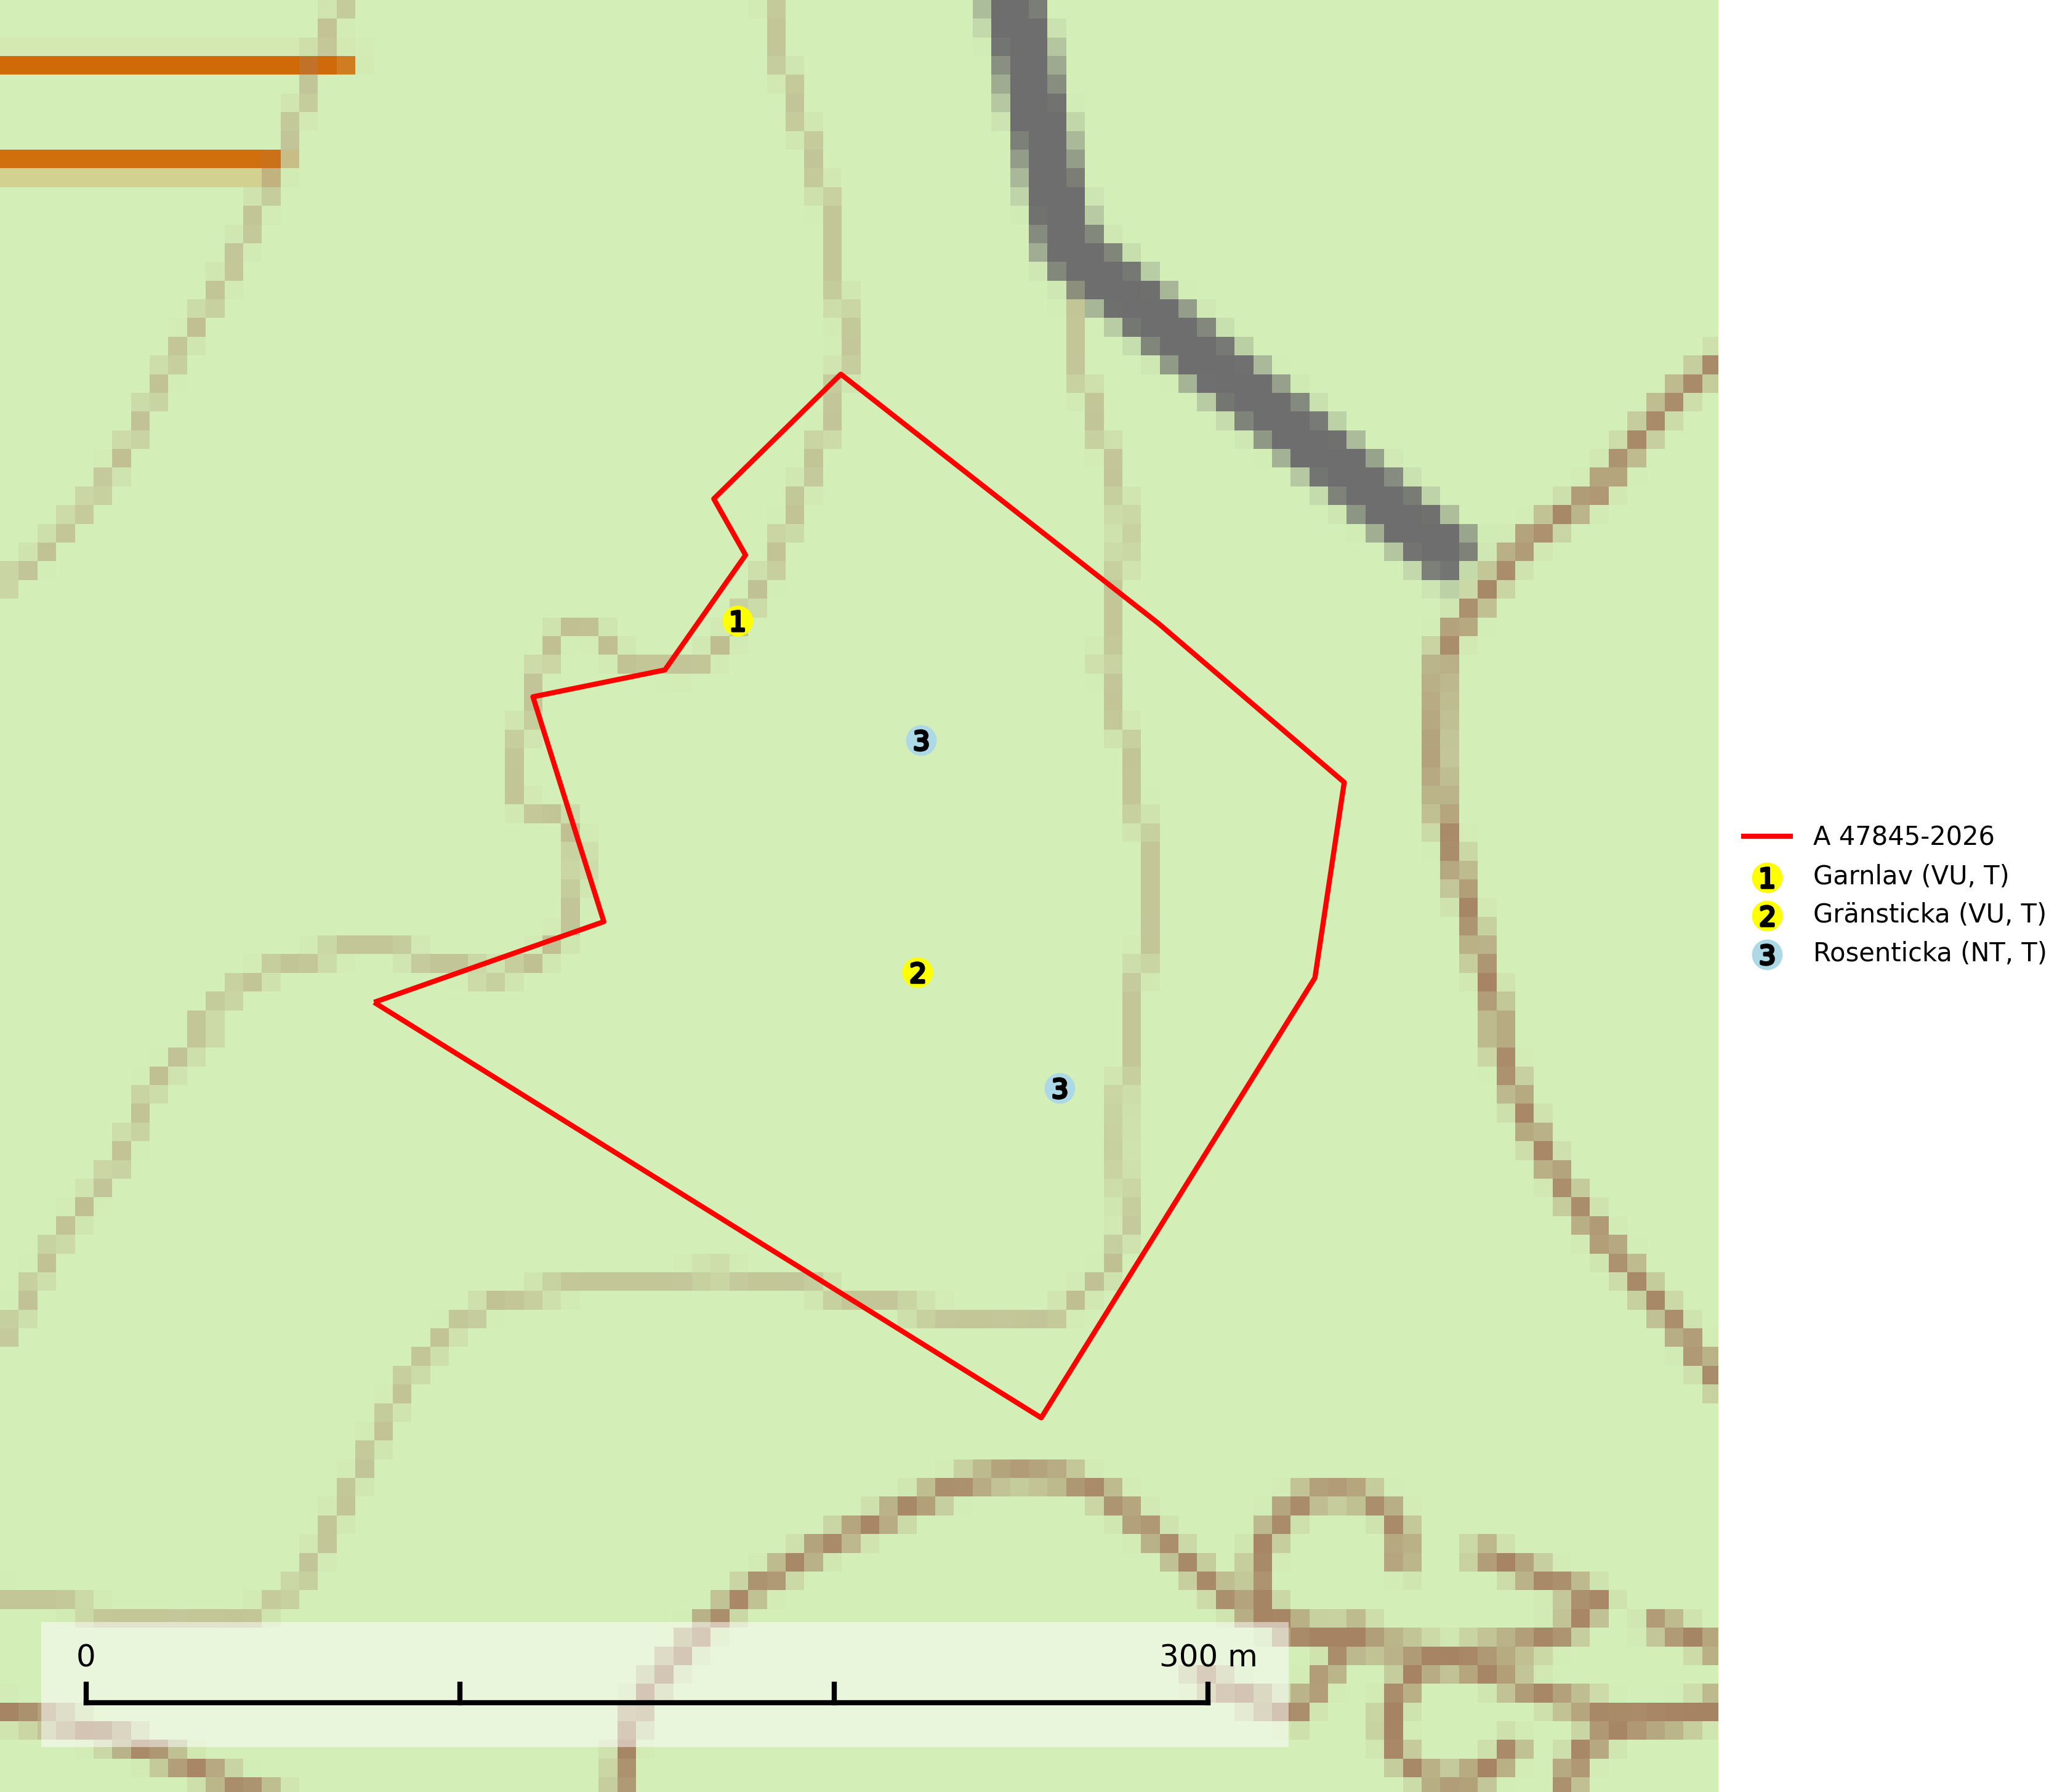 1
3
2
3
A 47845-2026
1 Garnlav (VU, T)
2 Gränsticka (VU, T)
3 Rosenticka (NT, T)
0 300 m